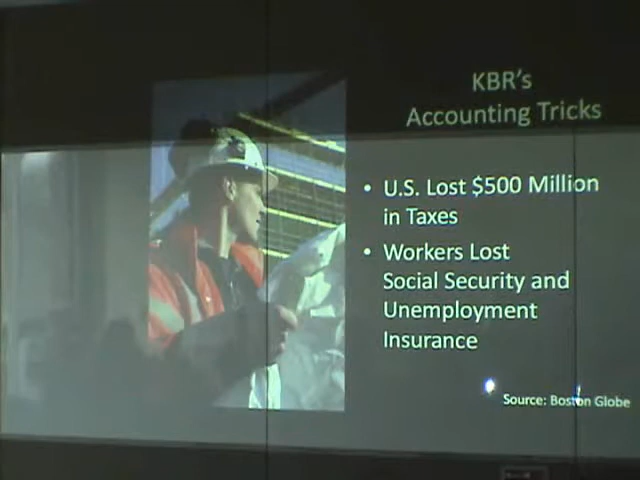 KBR's
Accounting Tricks
• U.S. Lost $500 Million
in Taxes
• Workers Lost
Social Security and
Unemployment
Insurance
Source: Boston Globe